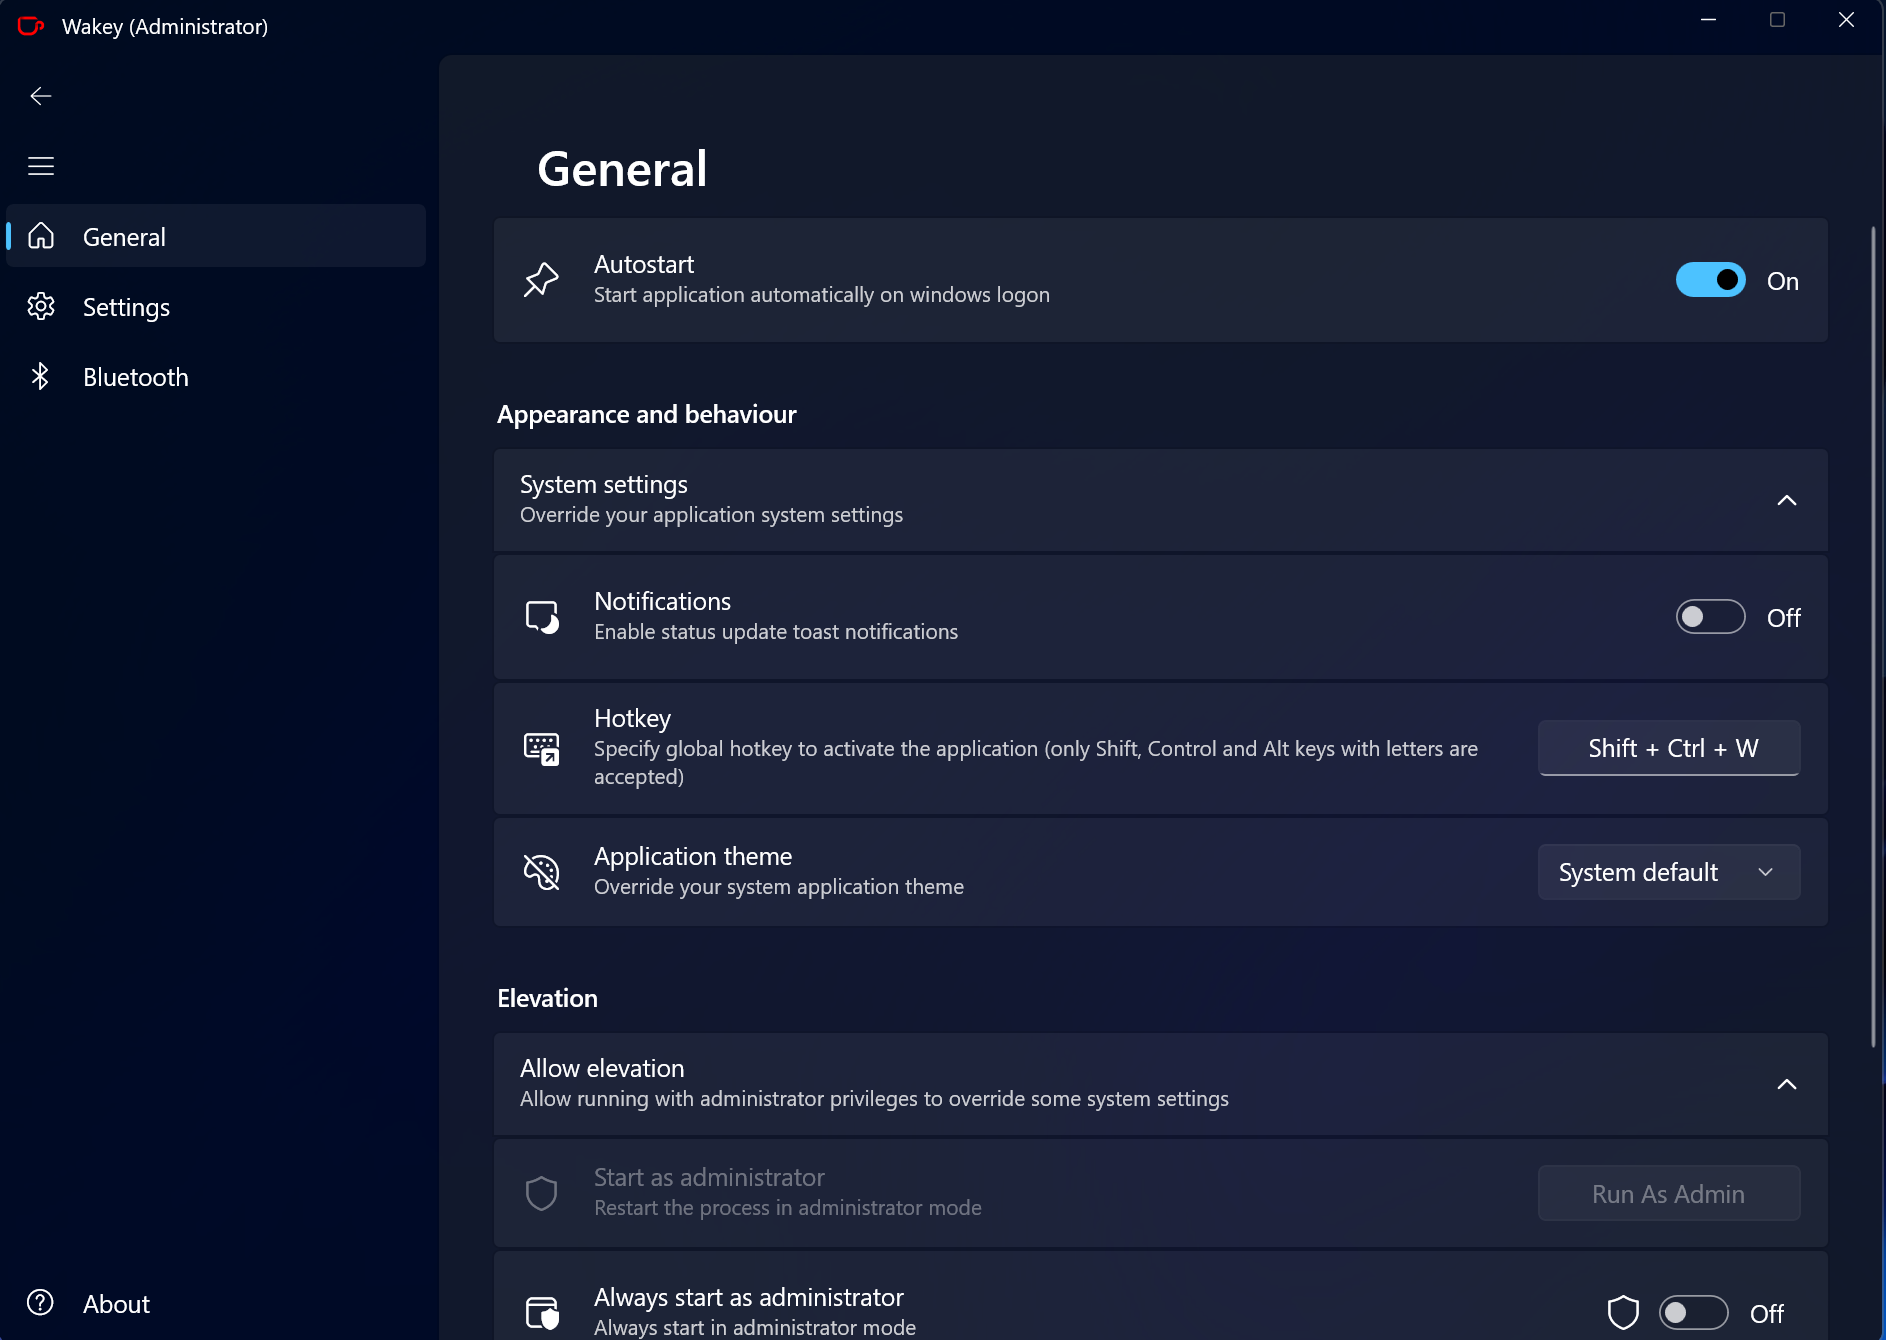 Wakey (Administrator)
General
Settings
Bluetooth
About
General
Autostart
Start application automatically on windows logon
On
Appearance and behaviour
System settings
Override your application system settings
Notifications
Enable status update toast notifications
Off
Hotkey
Specify global hotkey to activate the application (only Shift, Control and Alt keys with letters are
accepted)
Shift + Ctrl + W
Application theme
Override your system application theme
System default
Elevation
Allow elevation
Allow running with administrator privileges to override some system settings
Start as administrator
Restart the process in administrator mode
Run As Admin
Always start as administrator
Always start in administrator mode
Off